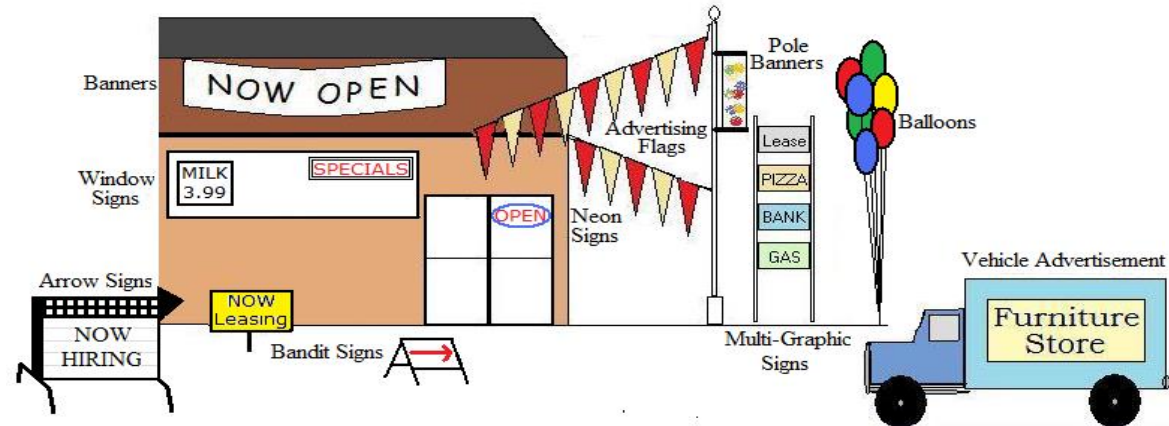 Banners
NOW OPEN
Pole
Banners
Balloons
Advertising
Flags
Lease
PIZZA
BANK
GAS
Window
Signs
MILK
3.99
SPECIALS
OPEN
Neon
Signs
Arrow Signs
NOW
HIRING
NOW
Leasing
Bandit Signs
Multi-Graphic
Signs
Vehicle Advertisement
Furniture
Store